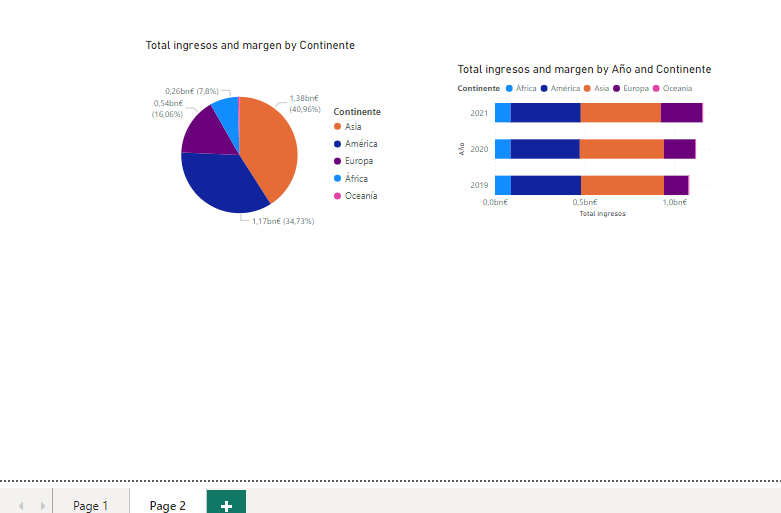 Total ingresos and margen by Continente
0,26bn€ (7,8%)
0,54bn€
(16,06%)
1,38bn€
(40,96%)
1,17bn€ (34,73%)
Continente
Asia
América
Europa
África
Oceanía
Total ingresos and margen by Año and Continente
Continente África América Asia Europa Oceanía
Año
2021
2020
2019
0,0bn€ 0,5bn€ 1,0bn€
Total ingresos
Page 1 Page 2 +